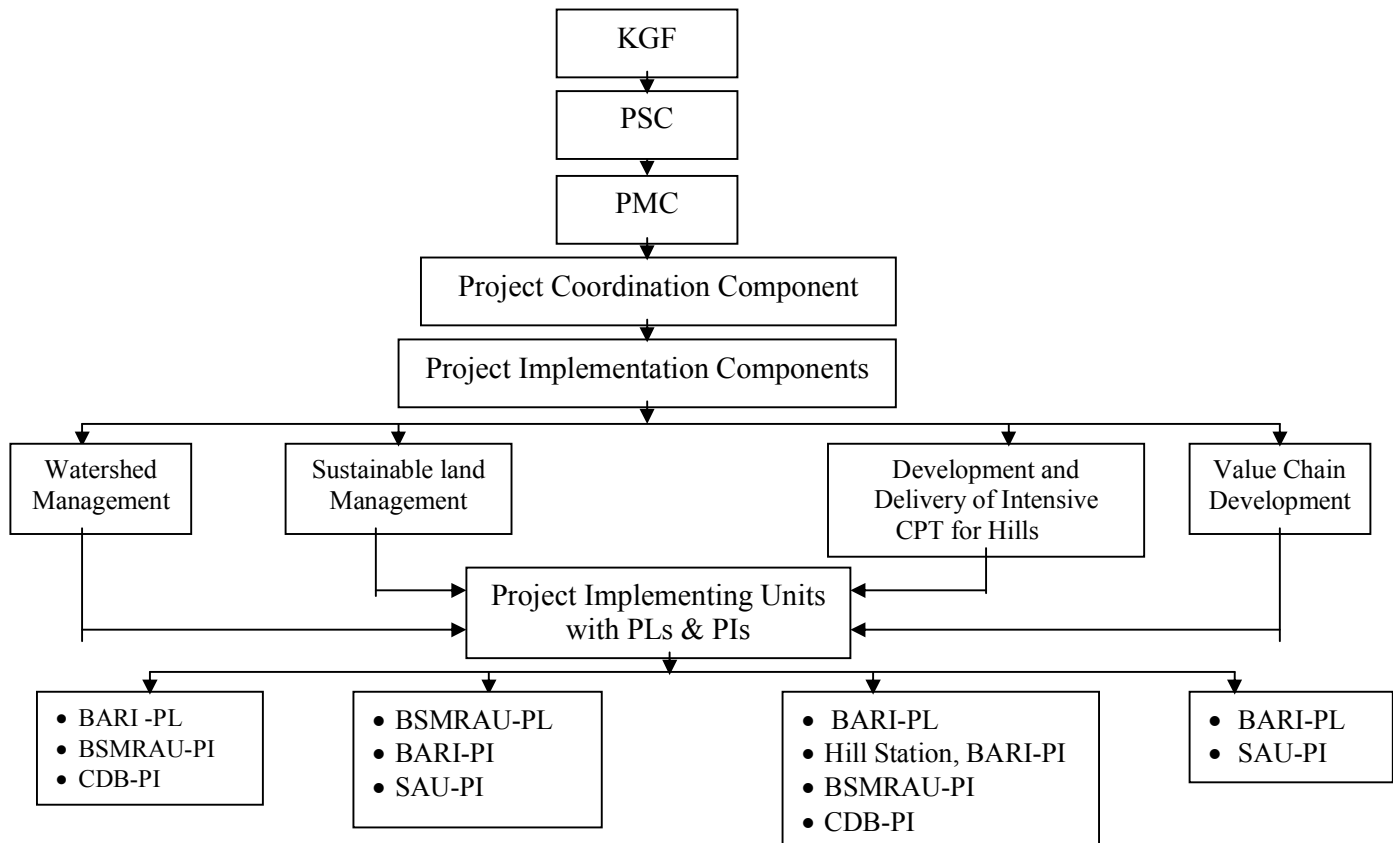 KGF
PSC
PMC
Project Coordination Component
Project Implementation Components
Watershed
Management
Sustainable land
Management
Development and
Delivery of Intensive
CPT for Hills
Value Chain
Development
Project Implementing Units
with PLs & PIs
• BARI -PL
• BSMRAU-PI
• CDB-PI
• BSMRAU-PL
• BARI-PI
• SAU-PI
• BARI-PL
• Hill Station, BARI-PI
• BSMRAU-PI
• CDB-PI
• BARI-PL
• SAU-PI